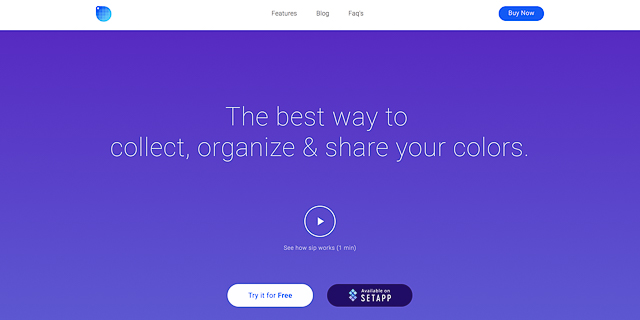 Features Blog Faq's Buy Now
The best way to
collect, organize & share your colors.
See how sip works (1 min)
Try it for Free
Available on
SETAPP